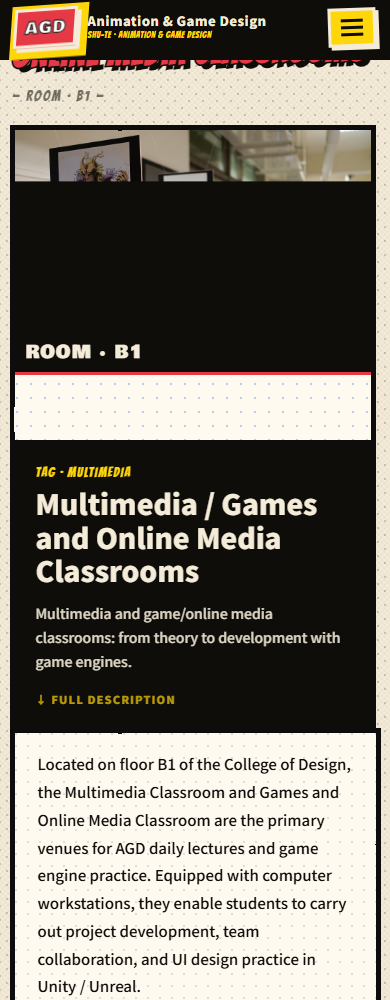 AGD
Animation & Game Design
SHU-TE · ANIMATION & GAME DESIGN
ONLINE MEDIA CLASSROOMS
— ROOM · B1 —
ROOM · B1
TAG · MULTIMEDIA
Multimedia / Games
and Online Media
Classrooms
Multimedia and game/online media
classrooms: from theory to development with
game engines.
↓ FULL DESCRIPTION
Located on floor B1 of the College of Design,
the Multimedia Classroom and Games and
Online Media Classroom are the primary
venues for AGD daily lectures and game
engine practice. Equipped with computer
workstations, they enable students to carry
out project development, team
collaboration, and UI design practice in
Unity / Unreal.